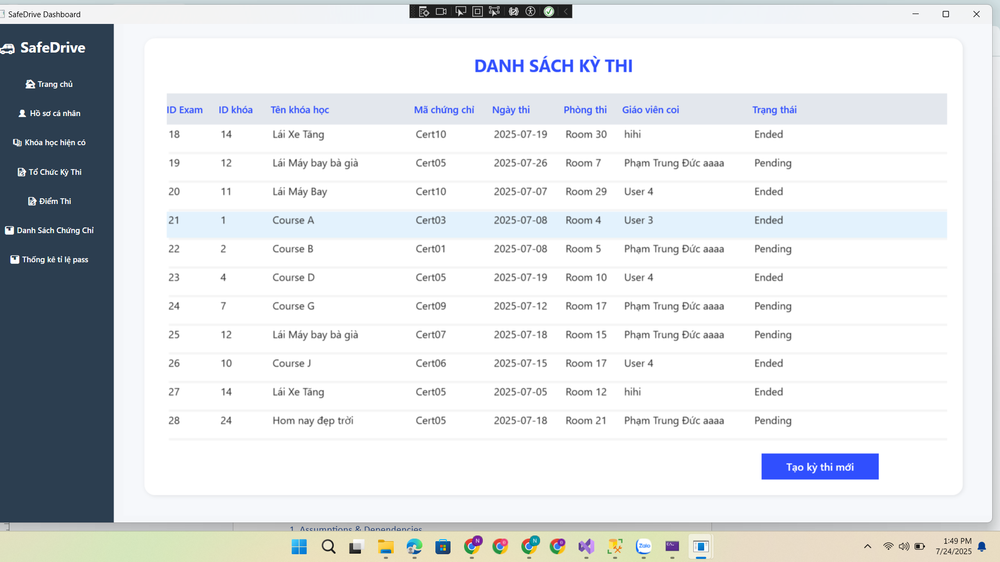 SafeDrive Dashboard
SafeDrive
Trang chủ
Hồ sơ cá nhân
Khóa học hiện có
Tổ Chức Kỳ Thi
Điểm Thi
Danh Sách Chứng Chỉ
Thống kê tỉ lệ pass
DANH SÁCH KỲ THI
ID Exam ID khóa Tên khóa học Mã chứng chỉ Ngày thi Phòng thi Giáo viên coi Trạng thái
18 14 Lái Xe Tăng Cert10 2025-07-19 Room 30 hihi Ended
19 12 Lái Máy bay bà già Cert05 2025-07-26 Room 7 Phạm Trung Đức aaaa Pending
20 11 Lái Máy Bay Cert10 2025-07-07 Room 29 User 4 Ended
21 1 Course A Cert03 2025-07-08 Room 4 User 3 Ended
22 2 Course B Cert01 2025-07-08 Room 5 Phạm Trung Đức aaaa Pending
23 4 Course D Cert05 2025-07-19 Room 10 User 4 Ended
24 7 Course G Cert09 2025-07-12 Room 17 Phạm Trung Đức aaaa Pending
25 12 Lái Máy bay bà già Cert07 2025-07-18 Room 15 Phạm Trung Đức aaaa Pending
26 10 Course J Cert06 2025-07-15 Room 17 User 4 Ended
27 14 Lái Xe Tăng Cert05 2025-07-05 Room 12 hihi Ended
28 24 Hom nay đẹp trời Cert05 2025-07-18 Room 21 Phạm Trung Đức aaaa Pending
Tạo kỳ thi mới
1. Assumptions & Dependencies
N
N
Zalo
1:49 PM
7/24/2025